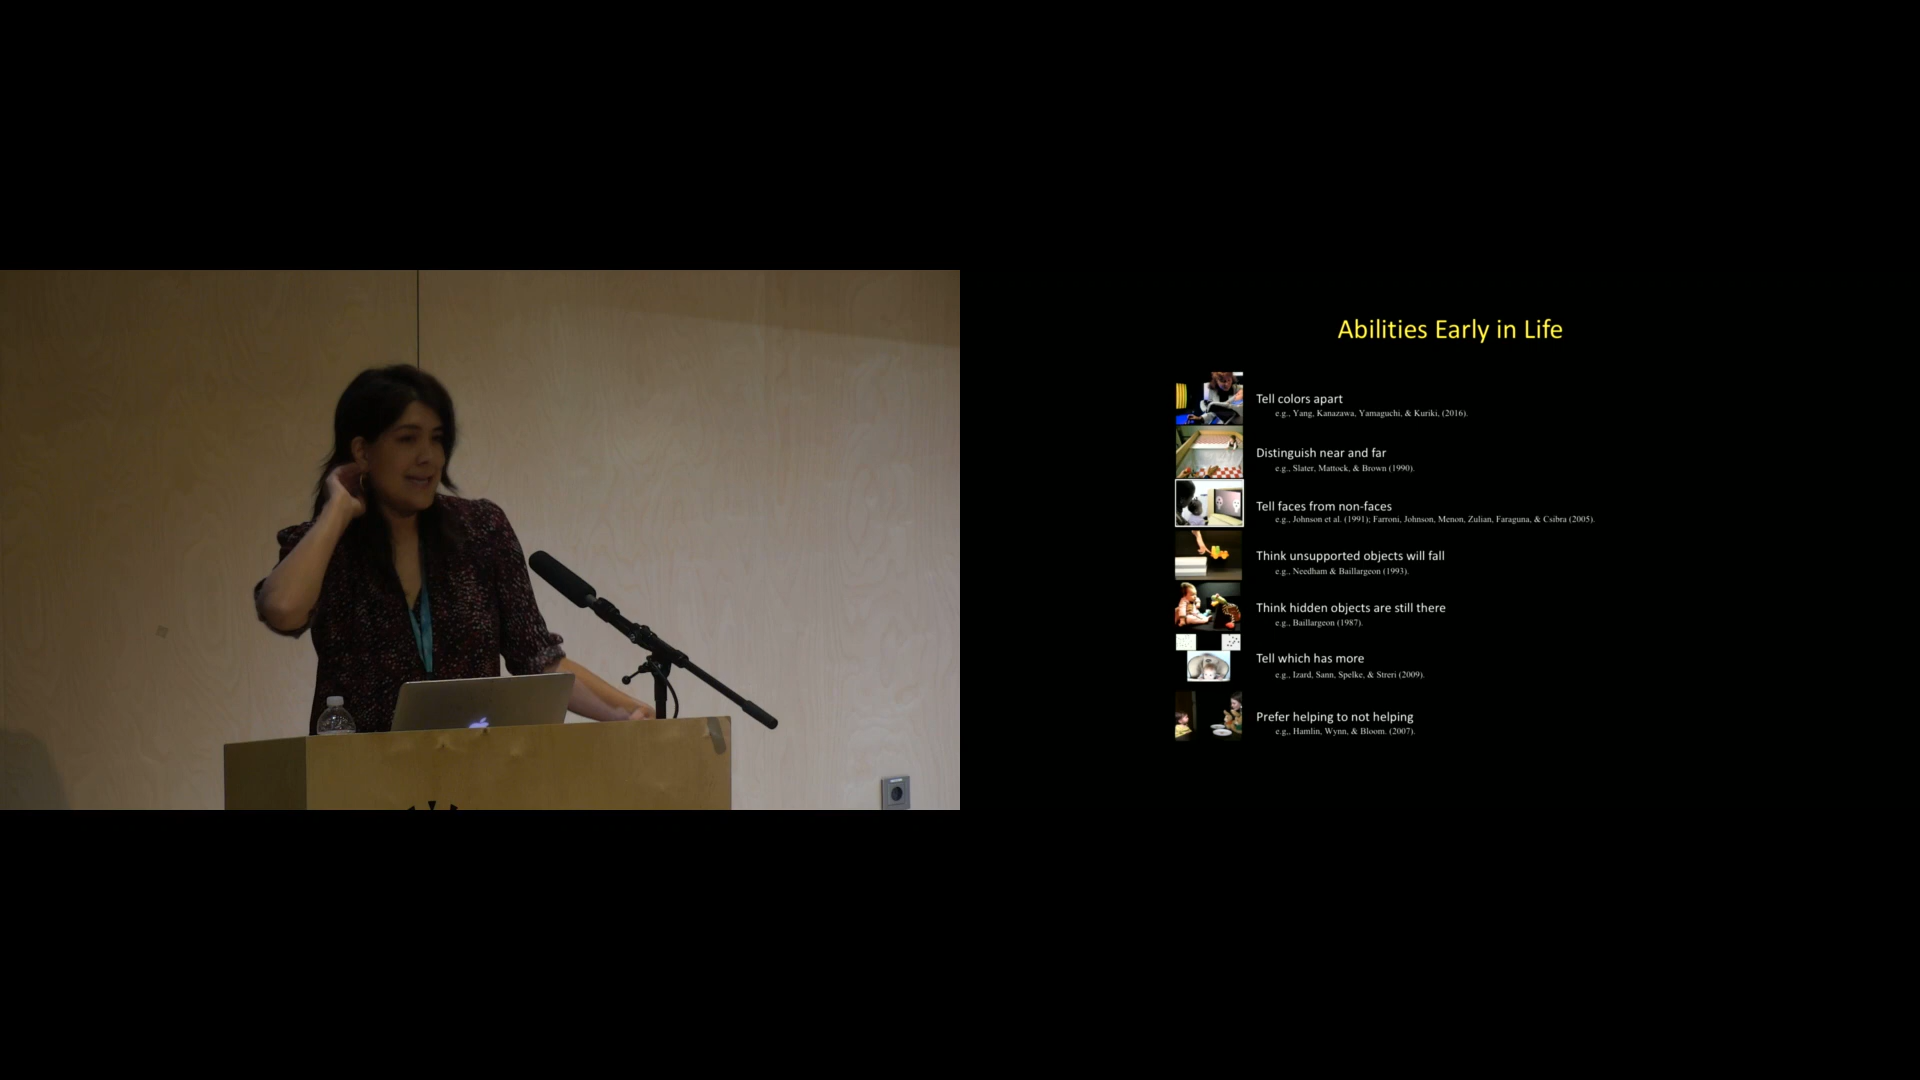 Abilities Early in Life
Tell colors apart
e.g., Yang, Kanazawa, Yamaguchi, & Kuriki, (2016).
Distinguish near and far
e.g., Slater, Mattock, & Brown (1990).
Tell faces from non-faces
e.g., Johnson et al. (1991); Farroni, Johnson, Menon, Zulian, Faraguna, & Csibra (2005).
Think unsupported objects will fall
e.g., Needham & Baillargeon (1993).
Think hidden objects are still there
e.g., Baillargeon (1987).
Tell which has more
e.g., Izard, Sann, Spelke, & Streri (2009).
Prefer helping to not helping
e.g,, Hamlin, Wynn, & Bloom. (2007).